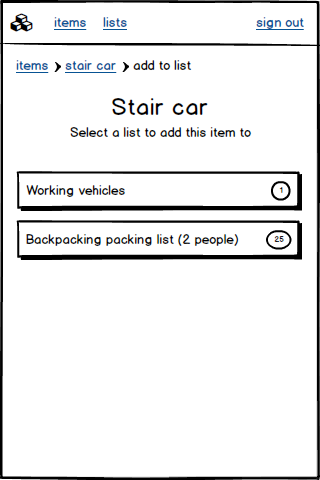 items lists sign out
items stair car add to list
Stair car
Select a list to add this item to
Working vehicles 1
Backpacking packing list (2 people) 25